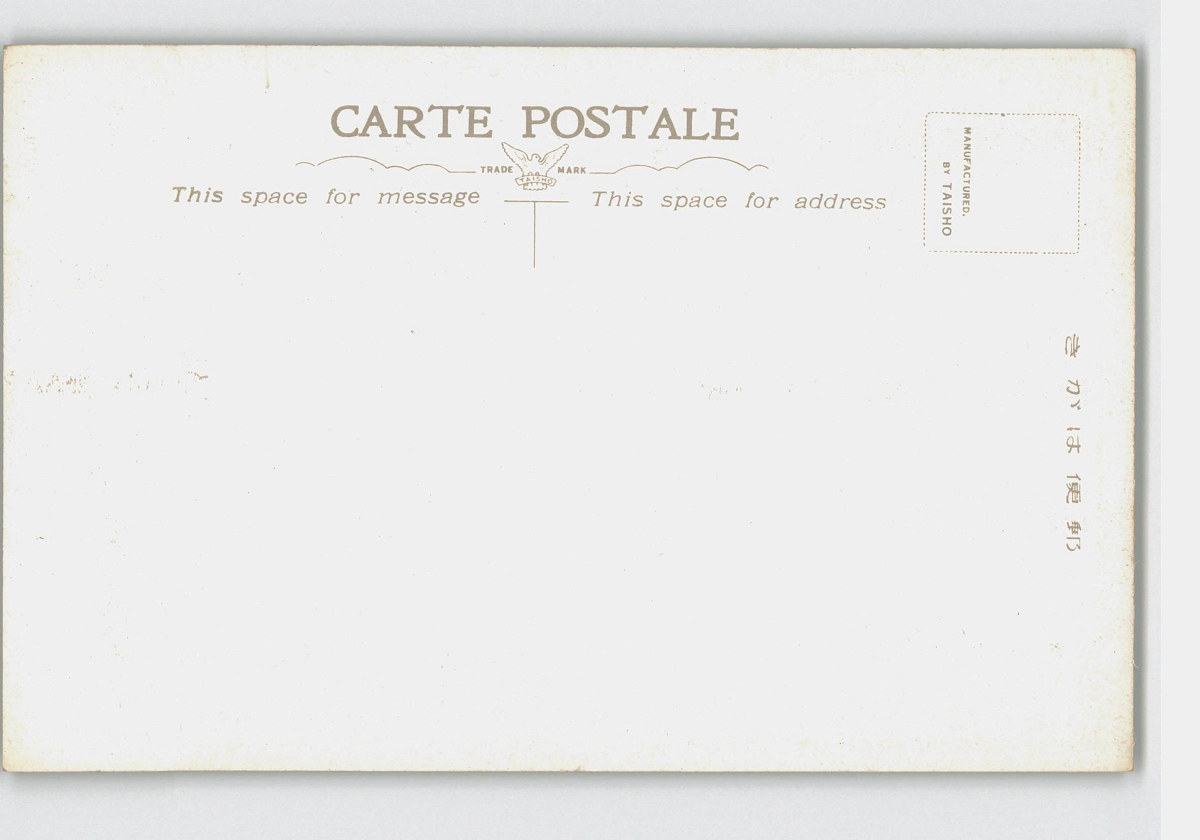 CARTE POSTALE
TRADE MARK
TAISHO
This space for message
This space for address
MANUFACTURED.
BY TAISHO
きがは便郵